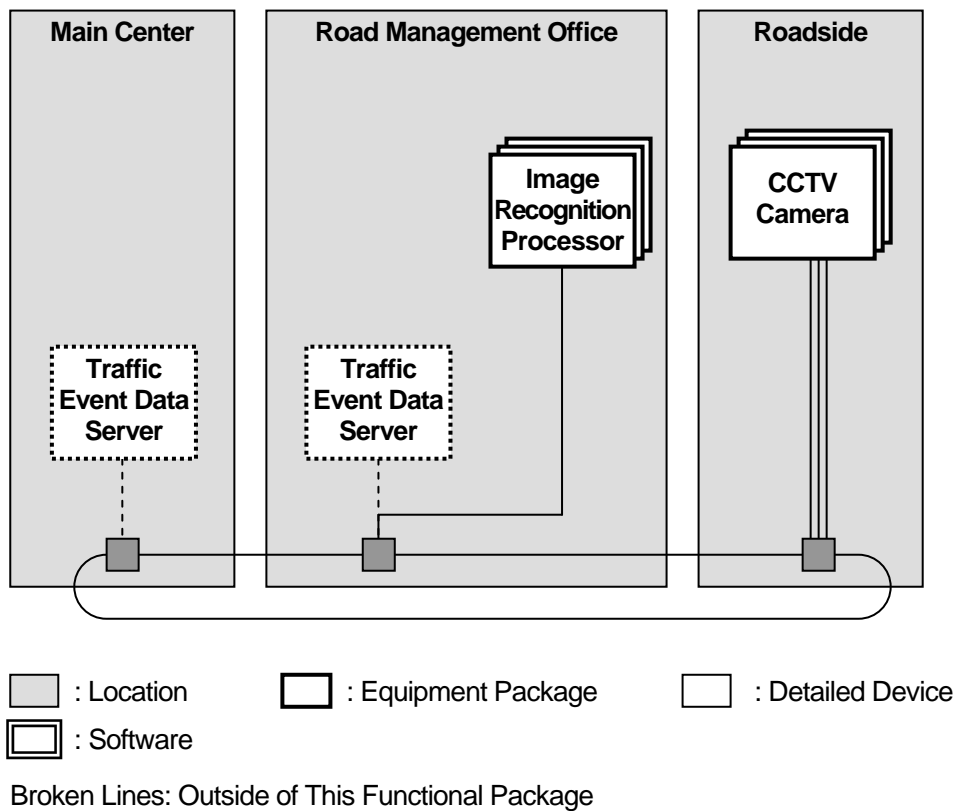 Main Center
Road Management Office
Roadside
Image
Recognition
Processor
CCTV
Camera
Traffic
Event Data
Server
Traffic
Event Data
Server
: Location
: Equipment Package
: Detailed Device
: Software
Broken Lines: Outside of This Functional Package